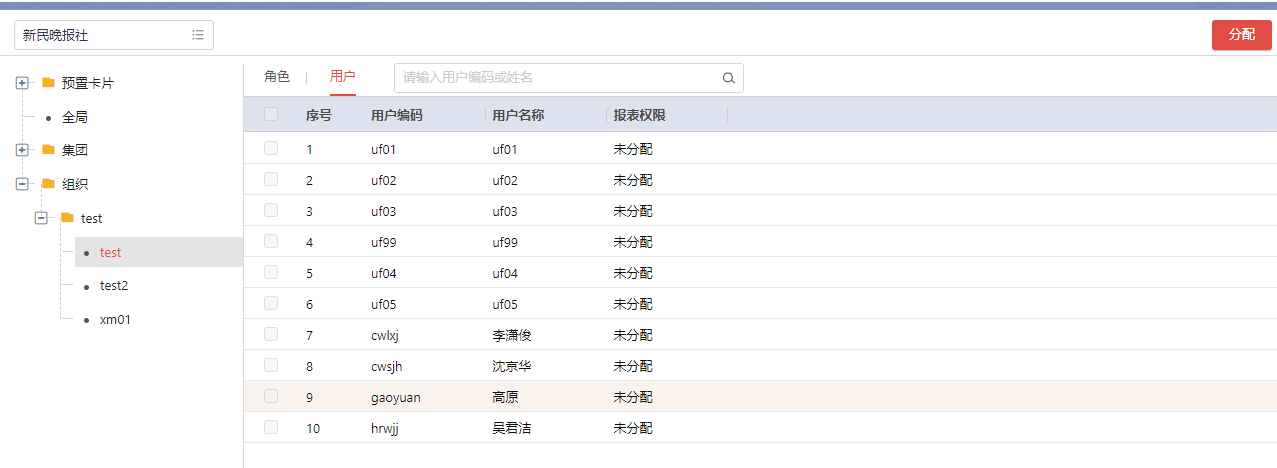 新民晚报社
分配
预置卡片
全局
集团
组织
test
test
test2
xm01
角色 | 用户 请输入用户编码或姓名
序号 用户编码 用户名称 报表权限
1 uf01 uf01 未分配
2 uf02 uf02 未分配
3 uf03 uf03 未分配
4 uf99 uf99 未分配
5 uf04 uf04 未分配
6 uf05 uf05 未分配
7 cwlxj 李潇俊 未分配
8 cwsjh 沈京华 未分配
9 gaoyuan 高原 未分配
10 hrwjj 吴君洁 未分配